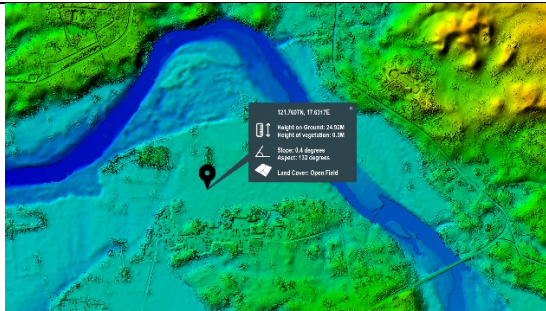 121.7607N, 17.6317E
Height on Ground: 24.92M
Height of vegetation: 0.3M
Slope: 0.4 degrees
Aspect: 132 degrees
Land Cover: Open Field